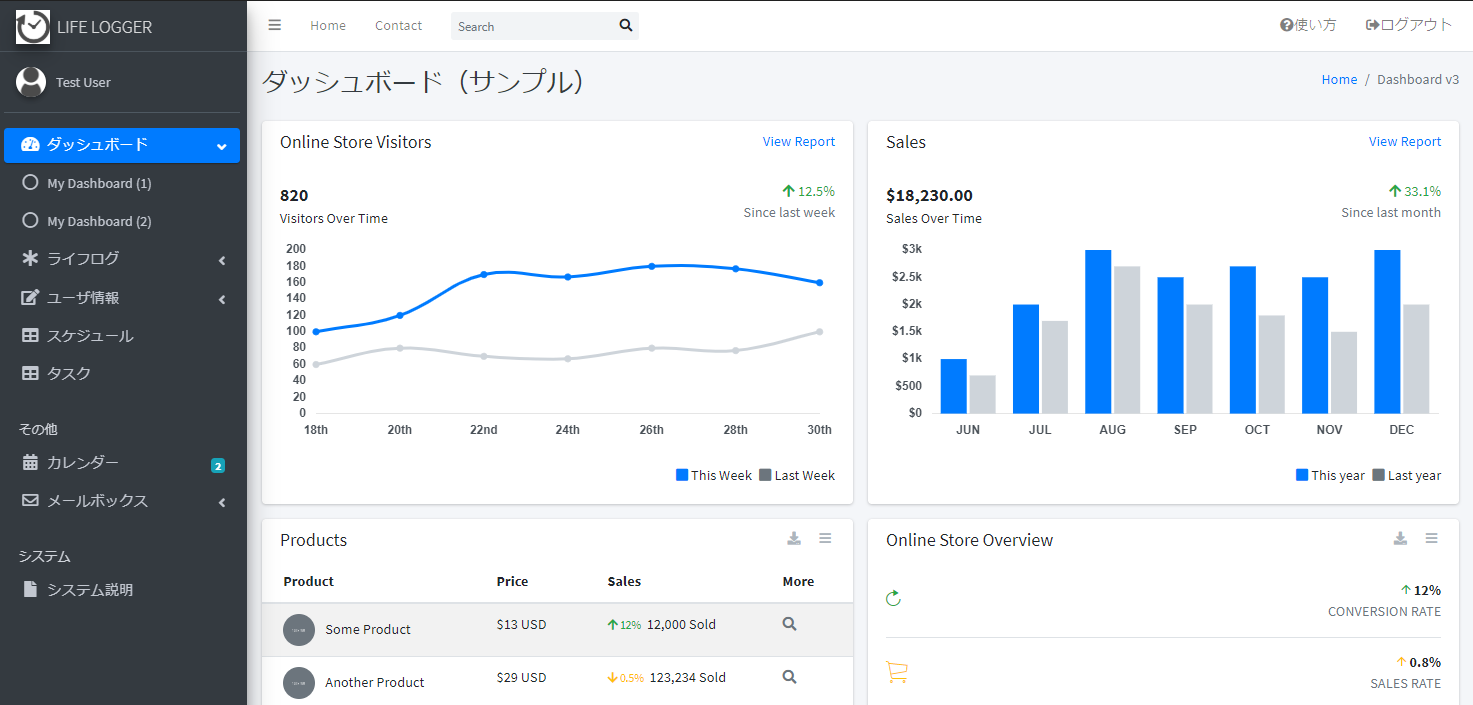 LIFE LOGGER
Test User
ダッシュボード
My Dashboard (1)
My Dashboard (2)
ライフログ
ユーザ情報
スケジュール
タスク
その他
カレンダー 2
メールボックス
システム
システム説明
Home Contact Search 使い方 ログアウト
ダッシュボード（サンプル）
Home / Dashboard v3
Online Store Visitors View Report
820 12.5%
Visitors Over Time Since last week
200
180
160
140
120
100
80
60
40
20
0
18th 20th 22nd 24th 26th 28th 30th
This Week Last Week
Sales View Report
$18,230.00 33.1%
Sales Over Time Since last month
$3k
$2.5k
$2k
$1.5k
$1k
$500
$0
JUN JUL AUG SEP OCT NOV DEC
This year Last year
Products
Product Price Sales More
Some Product $13 USD 12% 12,000 Sold
Another Product $29 USD 0.5% 123,234 Sold
Online Store Overview
12%
CONVERSION RATE
0.8%
SALES RATE